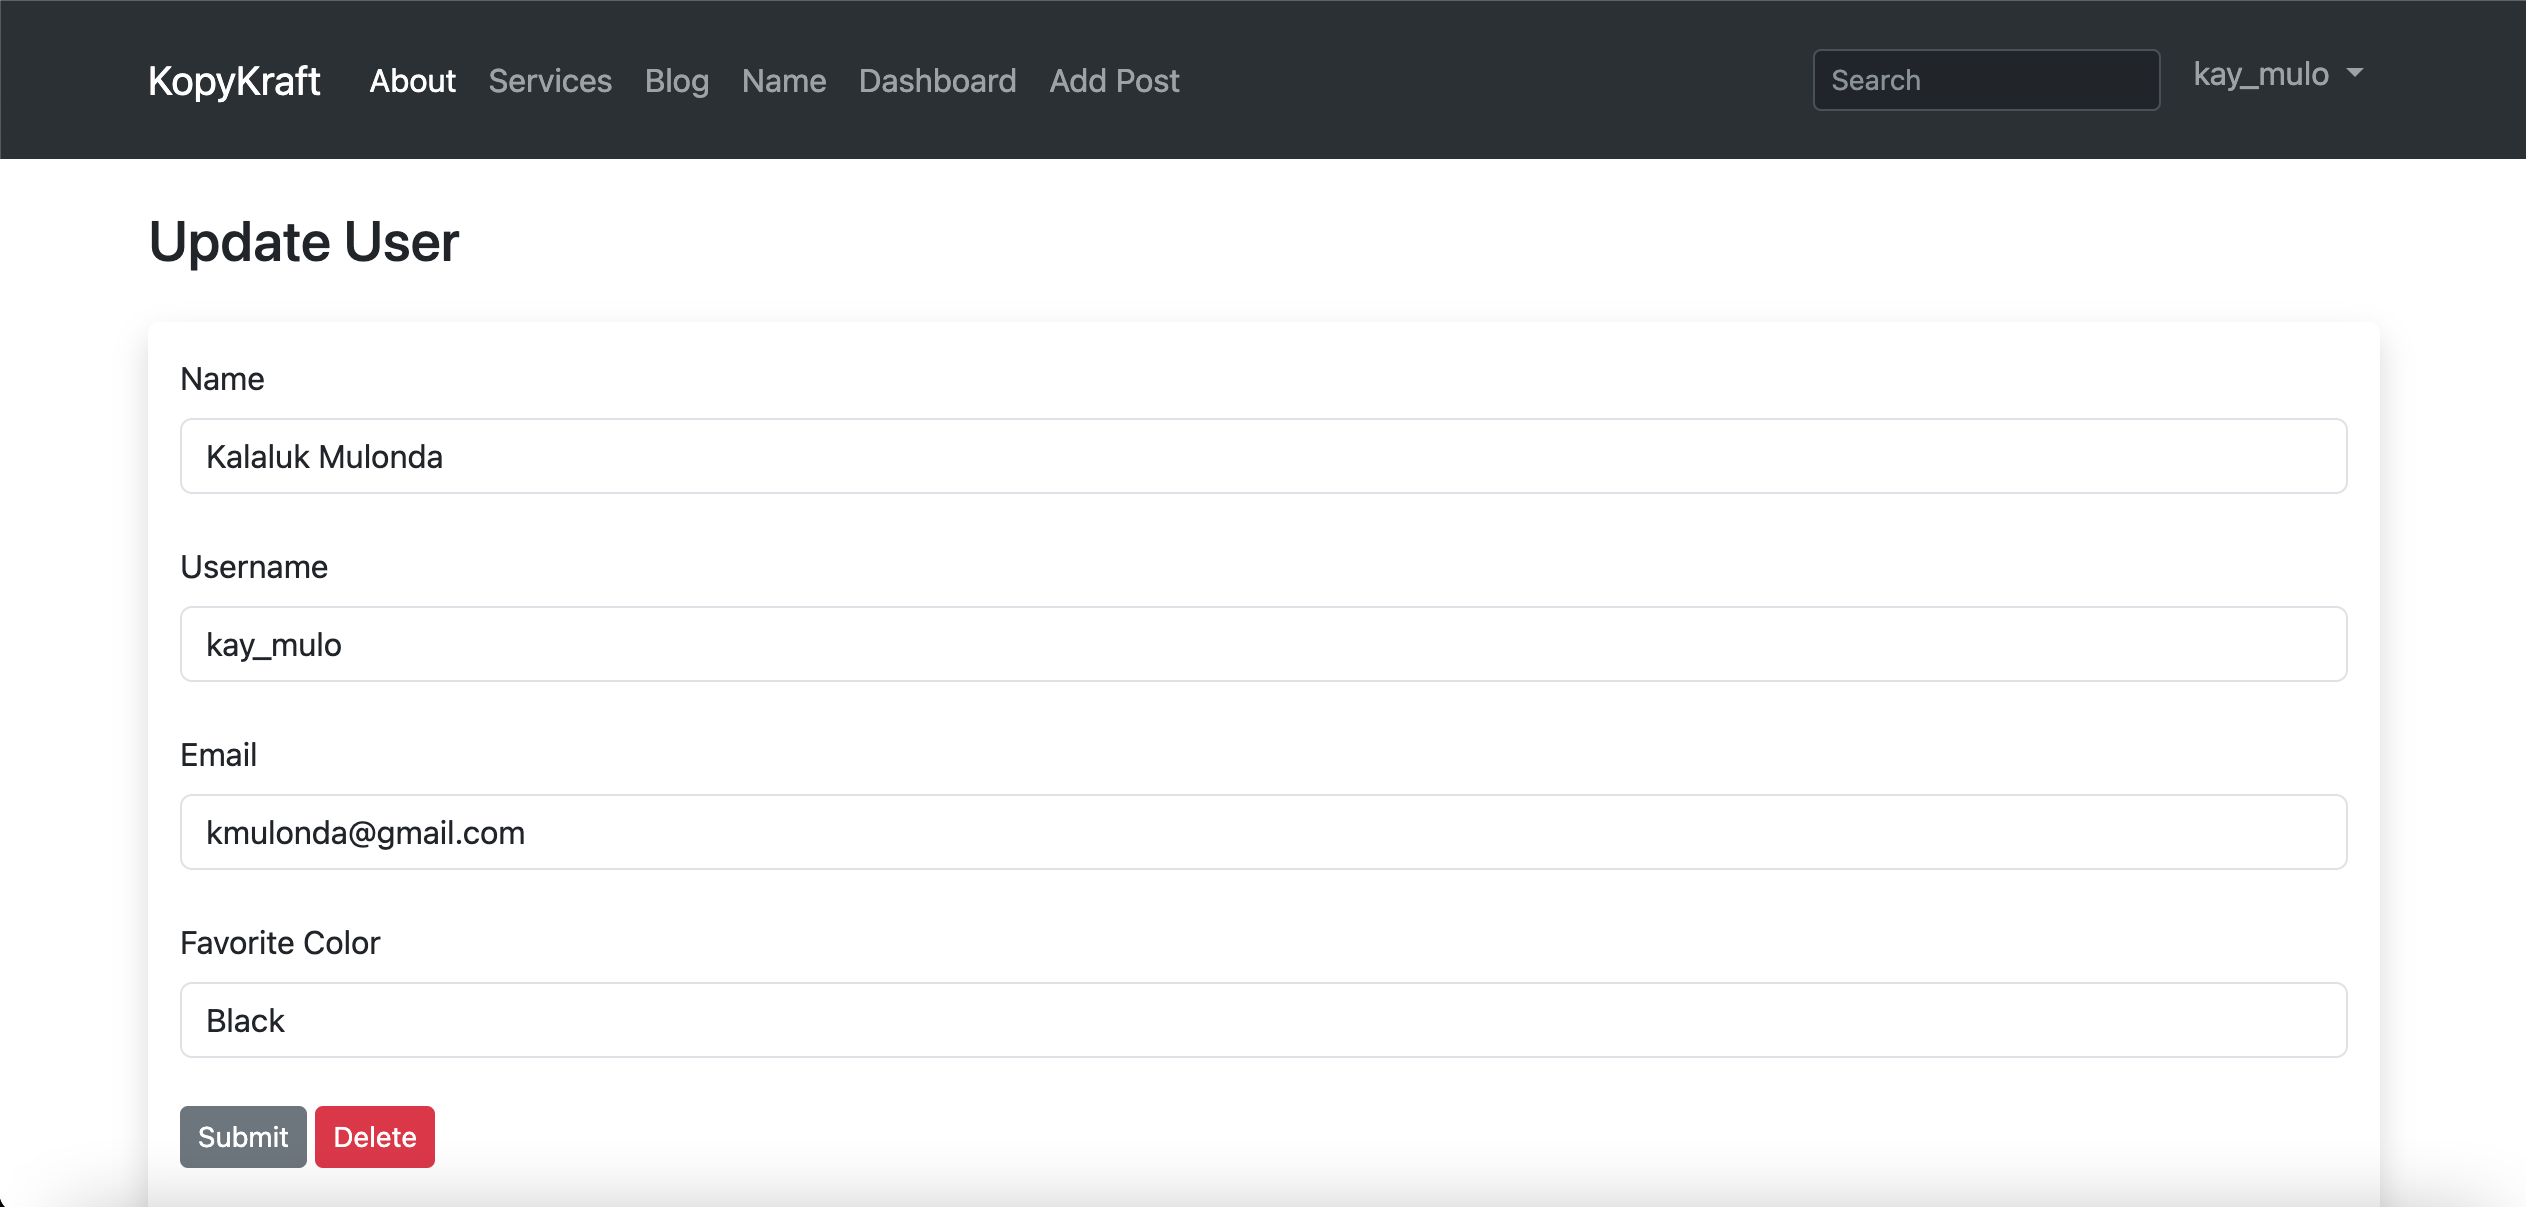 KopyKraft About Services Blog Name Dashboard Add Post Search kay_mulo
Update User
Name
Kalaluk Mulonda
Username
kay_mulo
Email
kmulonda@gmail.com
Favorite Color
Black
Submit Delete